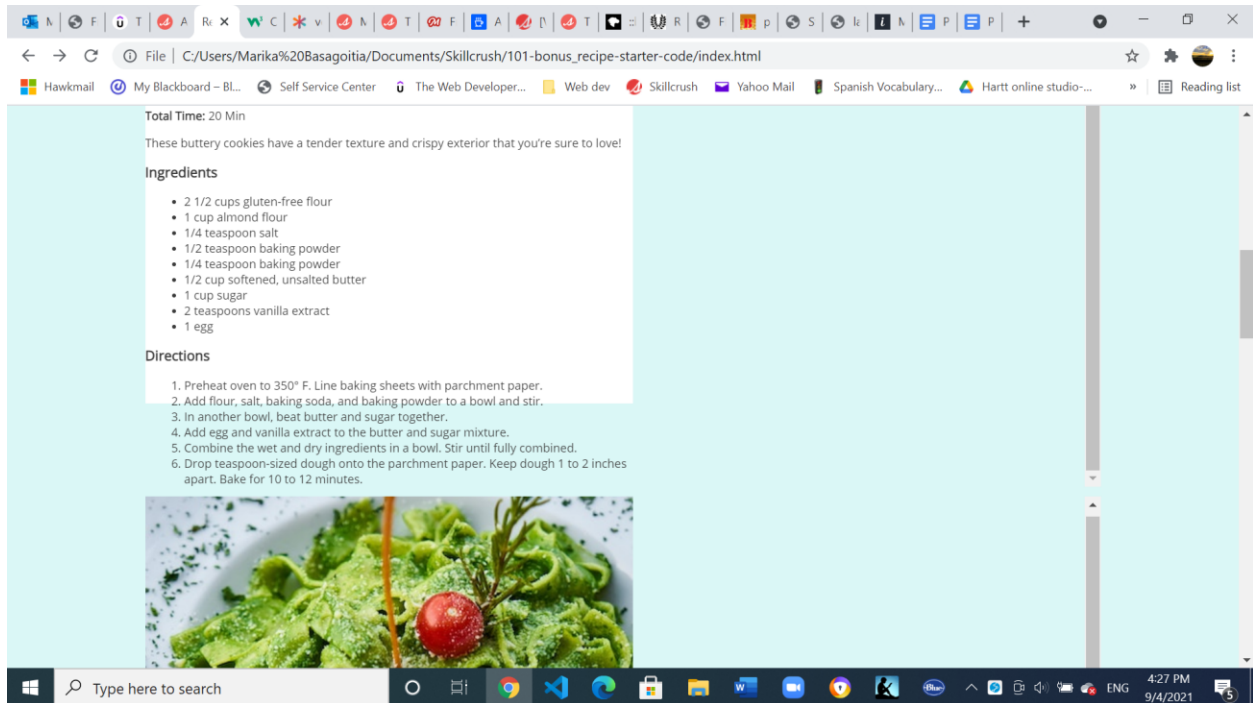 N F T A Re C v N T F A [ T R F p S k N P P
File C:/Users/Marika%20Basagoitia/Documents/Skillcrush/101-bonus_recipe-starter-code/index.html
Hawkmail My Blackboard – Bl... Self Service Center The Web Developer... Web dev Skillcrush Yahoo Mail Spanish Vocabulary... Hartt online studio-... » Reading list
Total Time: 20 Min
These buttery cookies have a tender texture and crispy exterior that you're sure to love!
Ingredients
• 2 1/2 cups gluten-free flour
• 1 cup almond flour
• 1/4 teaspoon salt
• 1/2 teaspoon baking powder
• 1/4 teaspoon baking powder
• 1/2 cup softened, unsalted butter
• 1 cup sugar
• 2 teaspoons vanilla extract
• 1 egg
Directions
1. Preheat oven to 350° F. Line baking sheets with parchment paper.
2. Add flour, salt, baking soda, and baking powder to a bowl and stir.
3. In another bowl, beat butter and sugar together.
4. Add egg and vanilla extract to the butter and sugar mixture.
5. Combine the wet and dry ingredients in a bowl. Stir until fully combined.
6. Drop teaspoon-sized dough onto the parchment paper. Keep dough 1 to 2 inches
apart. Bake for 10 to 12 minutes.
Type here to search
ENG
4:27 PM
9/4/2021
5